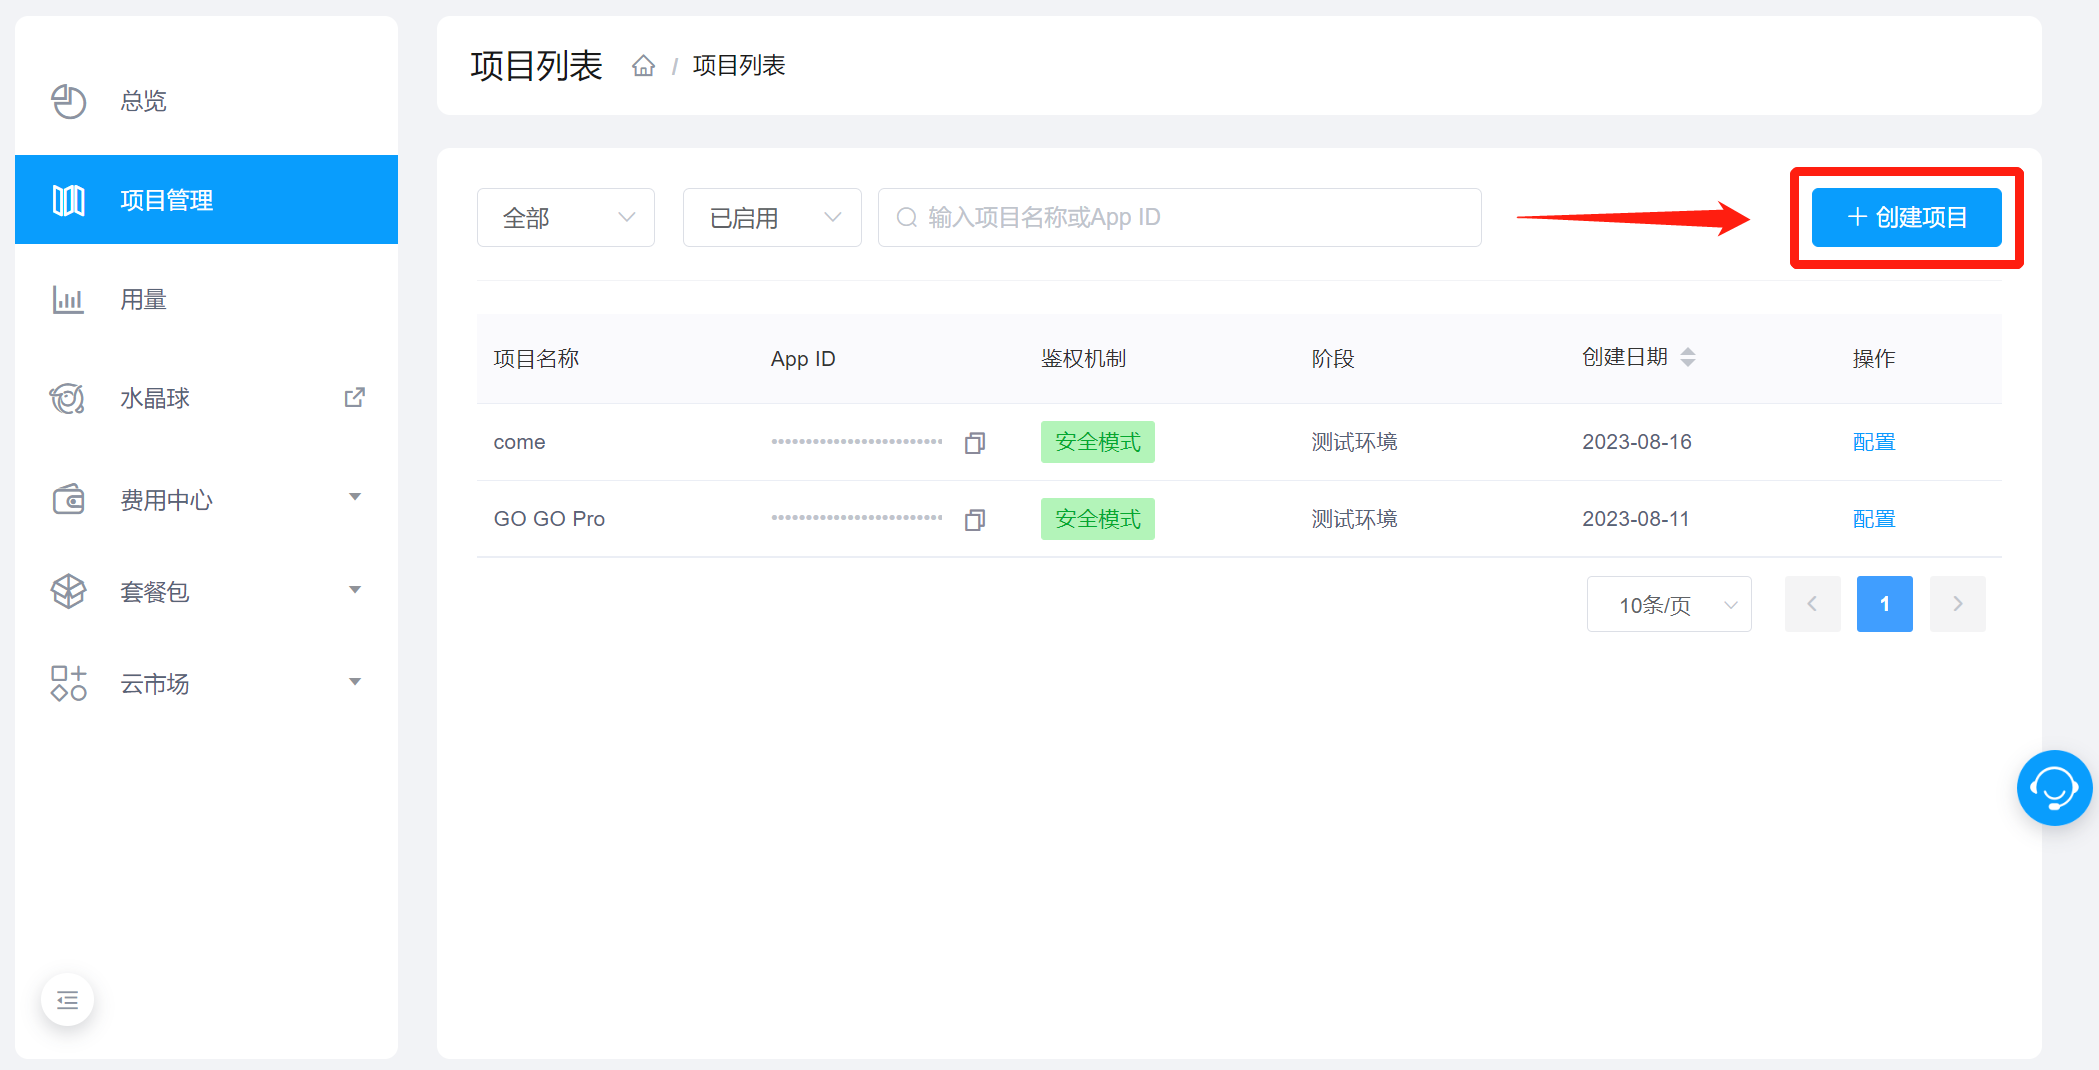 总览
项目管理
用量
水晶球
费用中心
套餐包
云市场
项目列表 / 项目列表
全部 已启用 输入项目名称或App ID + 创建项目
项目名称 App ID 鉴权机制 阶段 创建日期 操作
come •••••••••••••••••••••••• 安全模式 测试环境 2023-08-16 配置
GO GO Pro •••••••••••••••••••••••• 安全模式 测试环境 2023-08-11 配置
10条/页 1